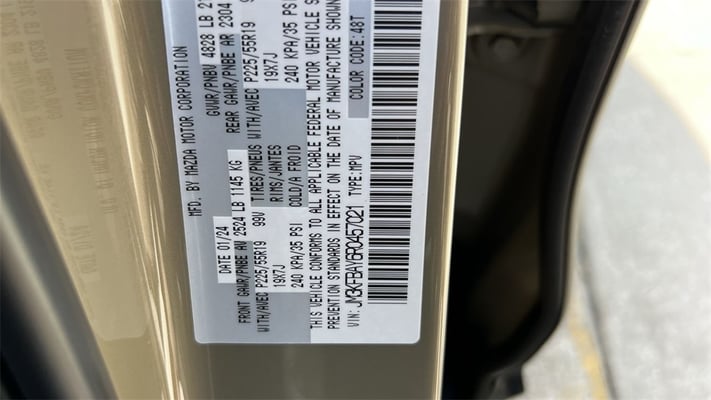 MFD. BY MAZDA MOTOR CORPORATION
DATE 01/24
GVWR/PNBV 4828 LB
FRONT GAWR/PNBE AV 2524 LB 1145 KG
REAR GAWR/PNBE AR 2304
WITH/AVEC P225/55R19 99V TIRES/PNEUS WITH/AVEC P225/55R19
19X7J RIMS/JANTES 19X7J
240 KPA/35 PSI COLD/A FROID 240 KPA/35 PSI
THIS VEHICLE CONFORMS TO ALL APPLICABLE FEDERAL MOTOR VEHICLE
PREVENTION STANDARDS IN EFFECT ON THE DATE OF MANUFACTURE SHOWN
VIN: JM3KFBAY6R0457021 TYPE:MPV COLOR CODE:48T